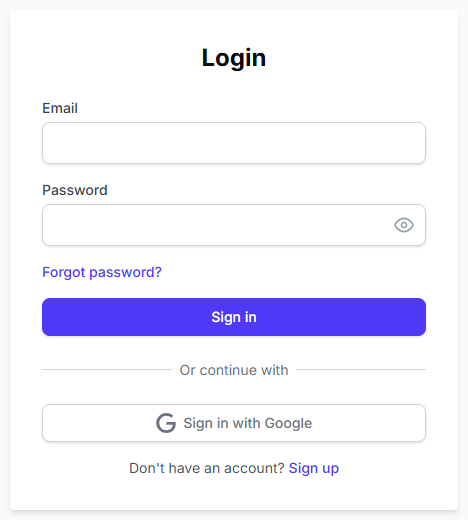 Login
Email
Password
Forgot password?
Sign in
Or continue with
Sign in with Google
Don't have an account? Sign up